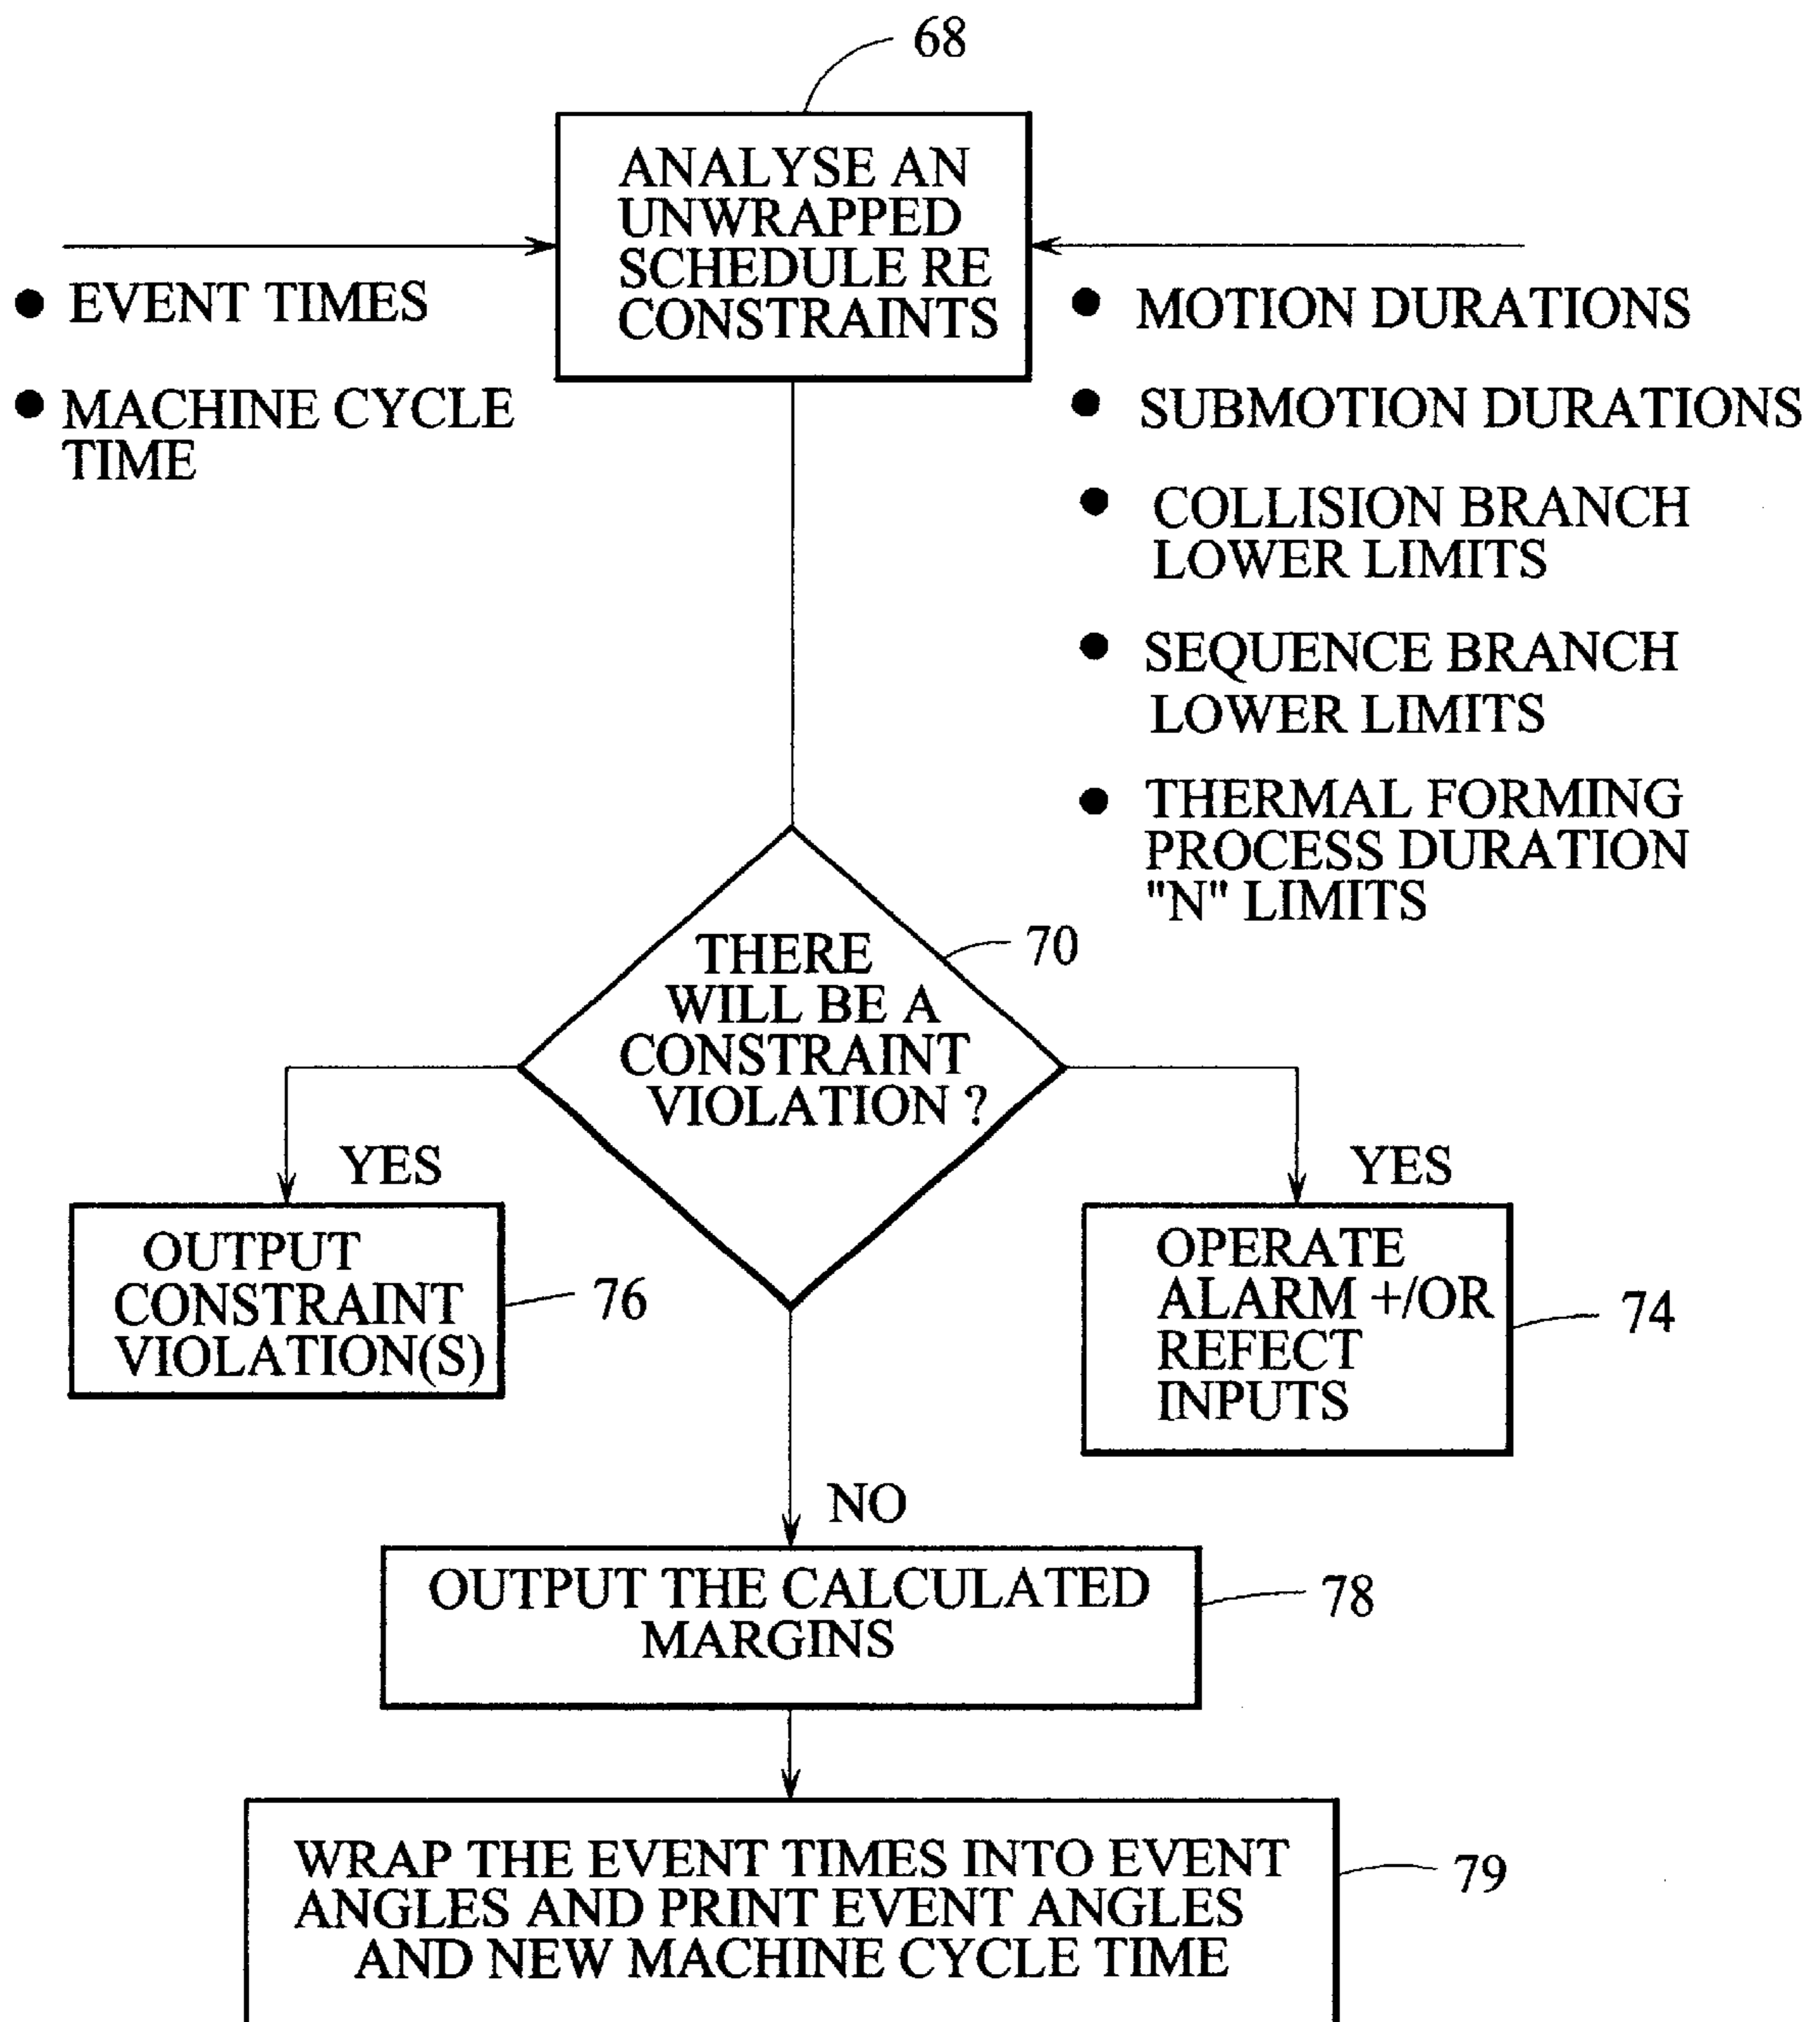 68
ANALYSE AN
UNWRAPPED
SCHEDULE RE
CONSTRAINTS
● EVENT TIMES
● MACHINE CYCLE
TIME
● MOTION DURATIONS
● SUBMOTION DURATIONS
● COLLISION BRANCH
LOWER LIMITS
● SEQUENCE BRANCH
LOWER LIMITS
● THERMAL FORMING
PROCESS DURATION
"N" LIMITS
70
THERE
WILL BE A
CONSTRAINT
VIOLATION ?
YES
OUTPUT
CONSTRAINT
VIOLATION(S)
76
YES
OPERATE
ALARM +/OR
REFECT
INPUTS
74
NO
OUTPUT THE CALCULATED
MARGINS
78
WRAP THE EVENT TIMES INTO EVENT
ANGLES AND PRINT EVENT ANGLES
AND NEW MACHINE CYCLE TIME
79